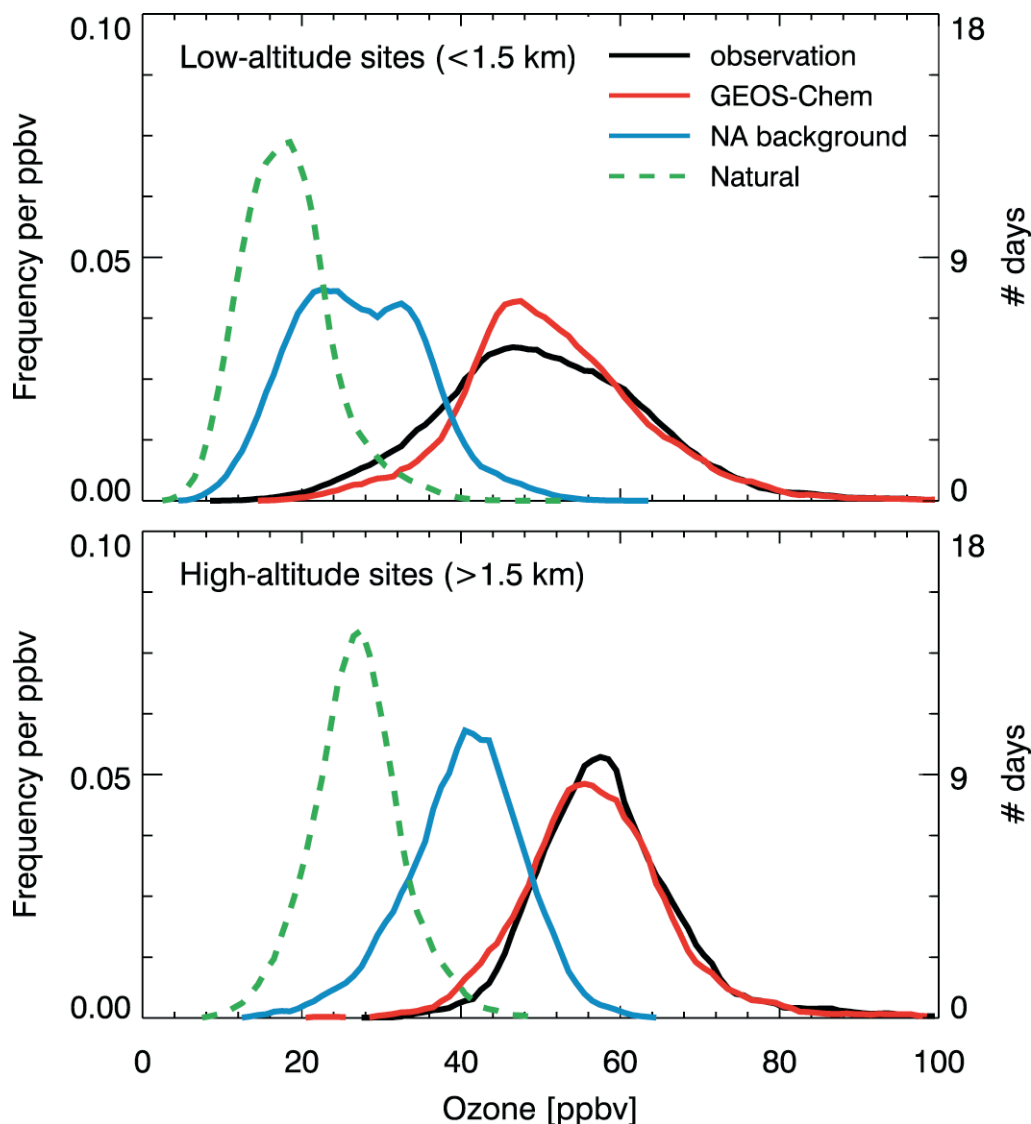 Low-altitude sites (<1.5 km)
observation
GEOS-Chem
NA background
Natural
0.10
0.05
0.00
Frequency per ppbv
18
9
0
# days
High-altitude sites (>1.5 km)
0.10
0.05
0.00
Frequency per ppbv
18
9
0
# days
0 20 40 60 80 100
Ozone [ppbv]